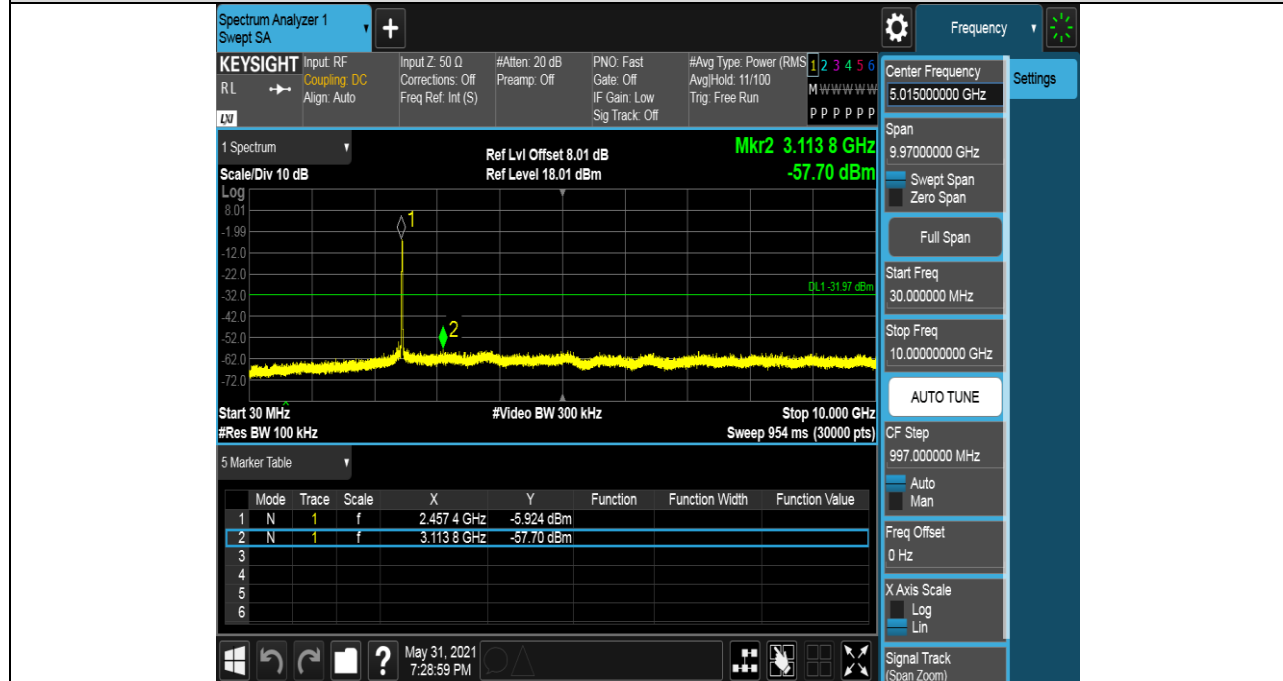 Spectrum Analyzer 1
Swept SA
Frequency
KEYSIGHT
RL
LXI
Input: RF
Coupling: DC
Align: Auto
Input Z: 50 Ω
Corrections: Off
Freq Ref: Int (S)
#Atten: 20 dB
Preamp: Off
PNO: Fast
Gate: Off
IF Gain: Low
Sig Track: Off
#Avg Type: Power (RMS
Avg|Hold: 11/100
Trig: Free Run
1 2 3 4 5 6
M W W W W W
P P P P P P
1 Spectrum
Scale/Div 10 dB
Ref Lvl Offset 8.01 dB
Ref Level 18.01 dBm
Mkr2 3.113 8 GHz
-57.70 dBm
Log
8.01
-1.99
-12.0
-22.0
-32.0
-42.0
-52.0
-62.0
-72.0
1
2
DL1 -31.97 dBm
Start 30 MHz
#Video BW 300 kHz
Stop 10.000 GHz
#Res BW 100 kHz
Sweep 954 ms (30000 pts)
5 Marker Table
Mode Trace Scale X Y Function Function Width Function Value
1 N 1 f 2.457 4 GHz -5.924 dBm
2 N 1 f 3.113 8 GHz -57.70 dBm
3
4
5
6
?
May 31, 2021
7:28:59 PM
Settings
Center Frequency
5.015000000 GHz
Span
9.97000000 GHz
Swept Span
Zero Span
Full Span
Start Freq
30.000000 MHz
Stop Freq
10.000000000 GHz
AUTO TUNE
CF Step
997.000000 MHz
Auto
Man
Freq Offset
0 Hz
X Axis Scale
Log
Lin
Signal Track
(Span Zoom)